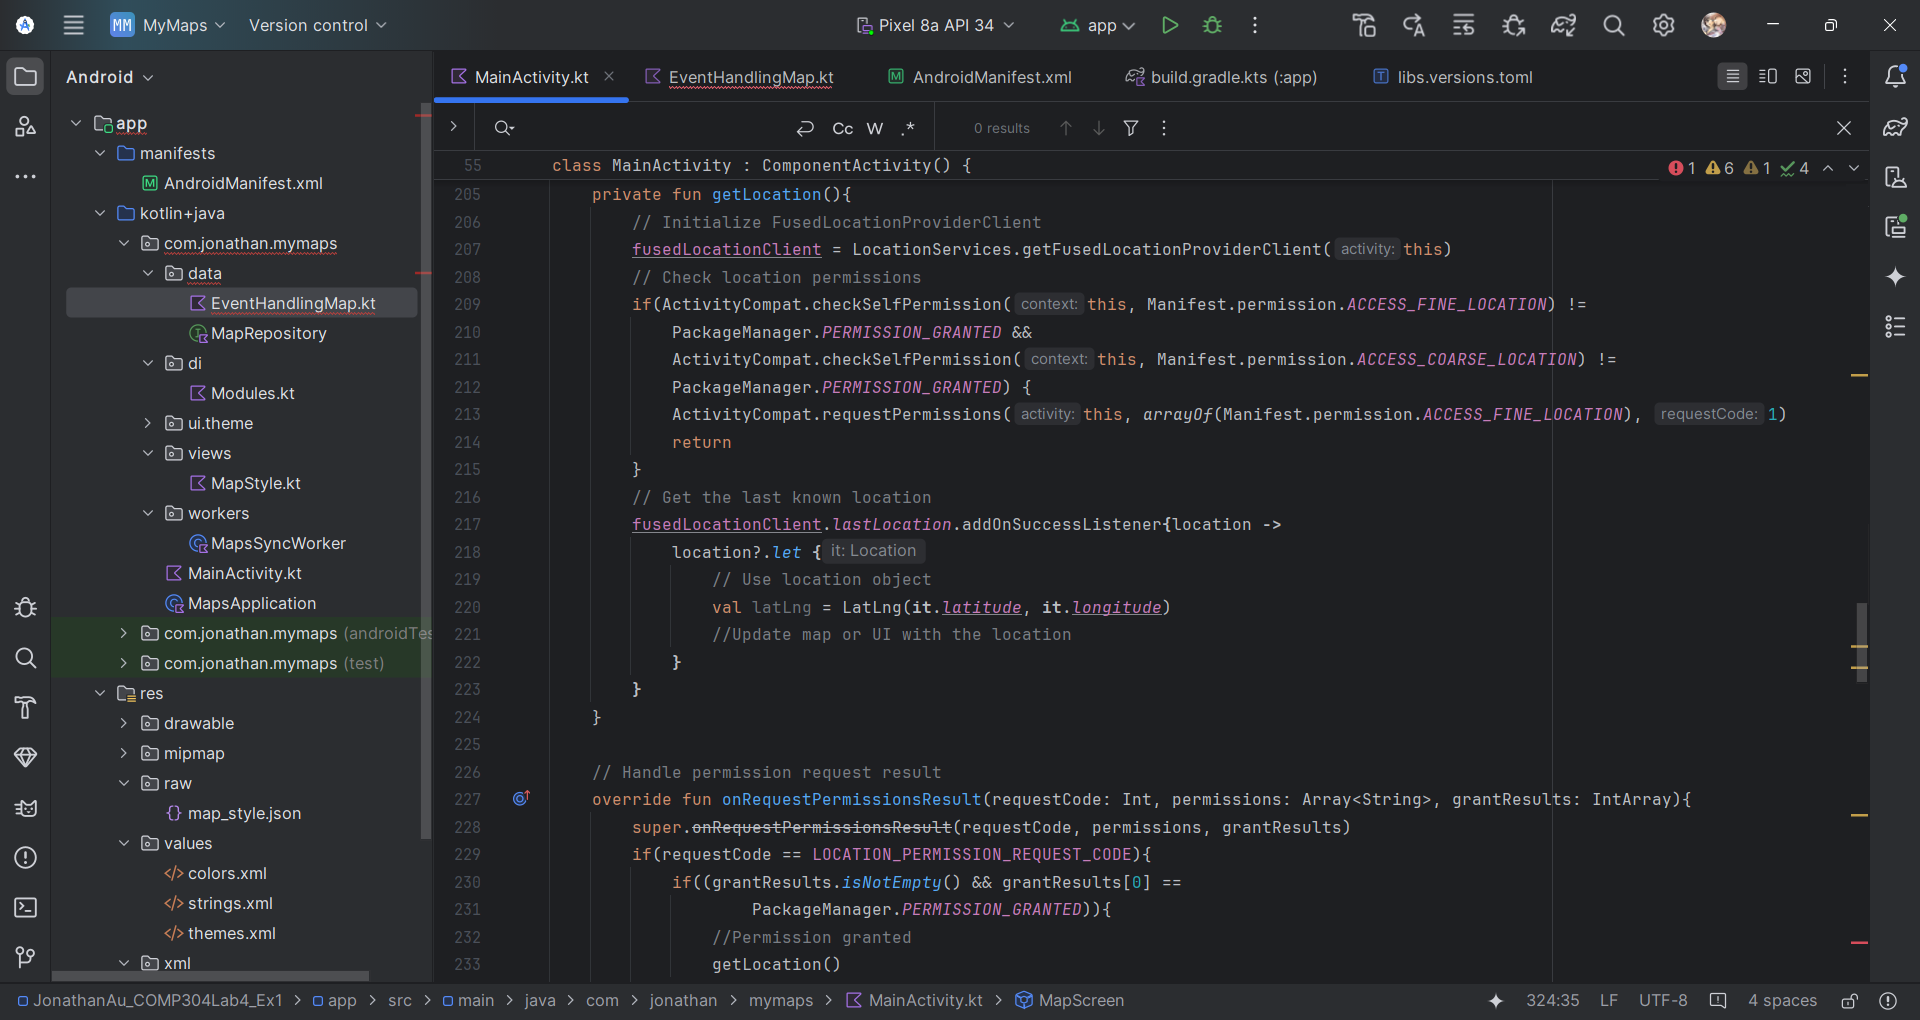 MM MyMaps Version control Pixel 8a API 34 app
Android
MainActivity.kt EventHandlingMap.kt AndroidManifest.xml build.gradle.kts (:app) libs.versions.toml
Cc W .* 0 results
app
manifests
AndroidManifest.xml
kotlin+java
com.jonathan.mymaps
data
EventHandlingMap.kt
MapRepository
di
Modules.kt
ui.theme
views
MapStyle.kt
workers
MapsSyncWorker
MainActivity.kt
MapsApplication
com.jonathan.mymaps (androidTes
com.jonathan.mymaps (test)
res
drawable
mipmap
raw
map_style.json
values
colors.xml
strings.xml
themes.xml
xml
55 class MainActivity : ComponentActivity() { 1 6 1 4
205 private fun getLocation(){
206 // Initialize FusedLocationProviderClient
207 fusedLocationClient = LocationServices.getFusedLocationProviderClient( activity: this)
208 // Check location permissions
209 if(ActivityCompat.checkSelfPermission( context: this, Manifest.permission.ACCESS_FINE_LOCATION) !=
210 PackageManager.PERMISSION_GRANTED &&
211 ActivityCompat.checkSelfPermission( context: this, Manifest.permission.ACCESS_COARSE_LOCATION) !=
212 PackageManager.PERMISSION_GRANTED) {
213 ActivityCompat.requestPermissions( activity: this, arrayOf(Manifest.permission.ACCESS_FINE_LOCATION), requestCode: 1)
214 return
215 }
216 // Get the last known location
217 fusedLocationClient.lastLocation.addOnSuccessListener{location ->
218 location?.let { it: Location
219 // Use location object
220 val latLng = LatLng(it.latitude, it.longitude)
221 //Update map or UI with the location
222 }
223 }
224 }
225
226 // Handle permission request result
227 override fun onRequestPermissionsResult(requestCode: Int, permissions: Array<String>, grantResults: IntArray){
228 super.onRequestPermissionsResult(requestCode, permissions, grantResults)
229 if(requestCode == LOCATION_PERMISSION_REQUEST_CODE){
230 if((grantResults.isNotEmpty() && grantResults[0] ==
231 PackageManager.PERMISSION_GRANTED)){
232 //Permission granted
233 getLocation()
JonathanAu_COMP304Lab4_Ex1 > app > src > main > java > com > jonathan > mymaps > MainActivity.kt > MapScreen 324:35 LF UTF-8 4 spaces